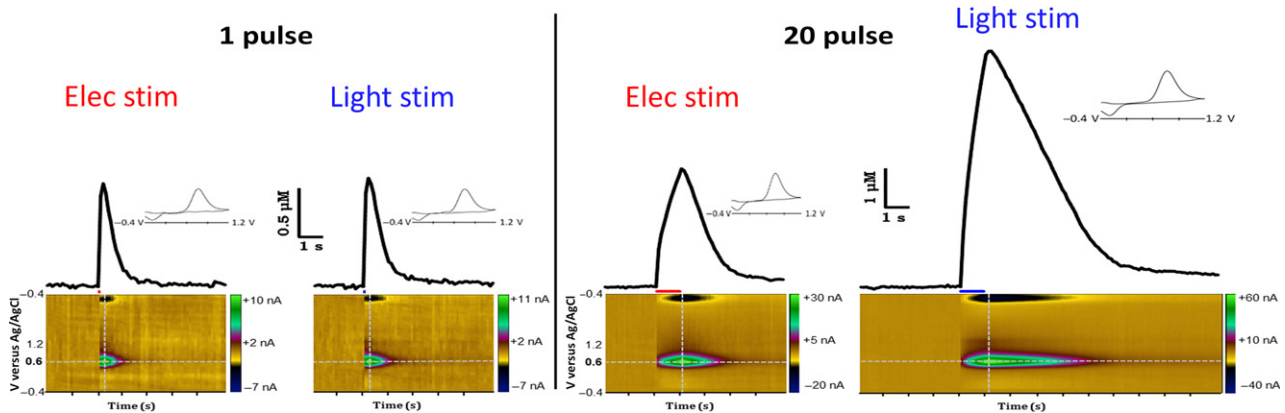 1 pulse
20 pulse
Elec stim
Light stim
Elec stim
Light stim
−0.4 V
1.2 V
−0.4 V
1.2 V
−0.4 V
1.2 V
−0.4 V
1.2 V
0.5 µM
1 s
1 µM
1 s
V versus Ag/AgCl
−0.4
1.2
0.6
−0.4
+10 nA
+2 nA
−7 nA
+11 nA
+2 nA
−7 nA
V versus Ag/AgCl
−0.4
1.2
0.6
−0.4
+30 nA
+5 nA
−20 nA
+60 nA
+10 nA
−40 nA
Time (s)
Time (s)
Time (s)
Time (s)